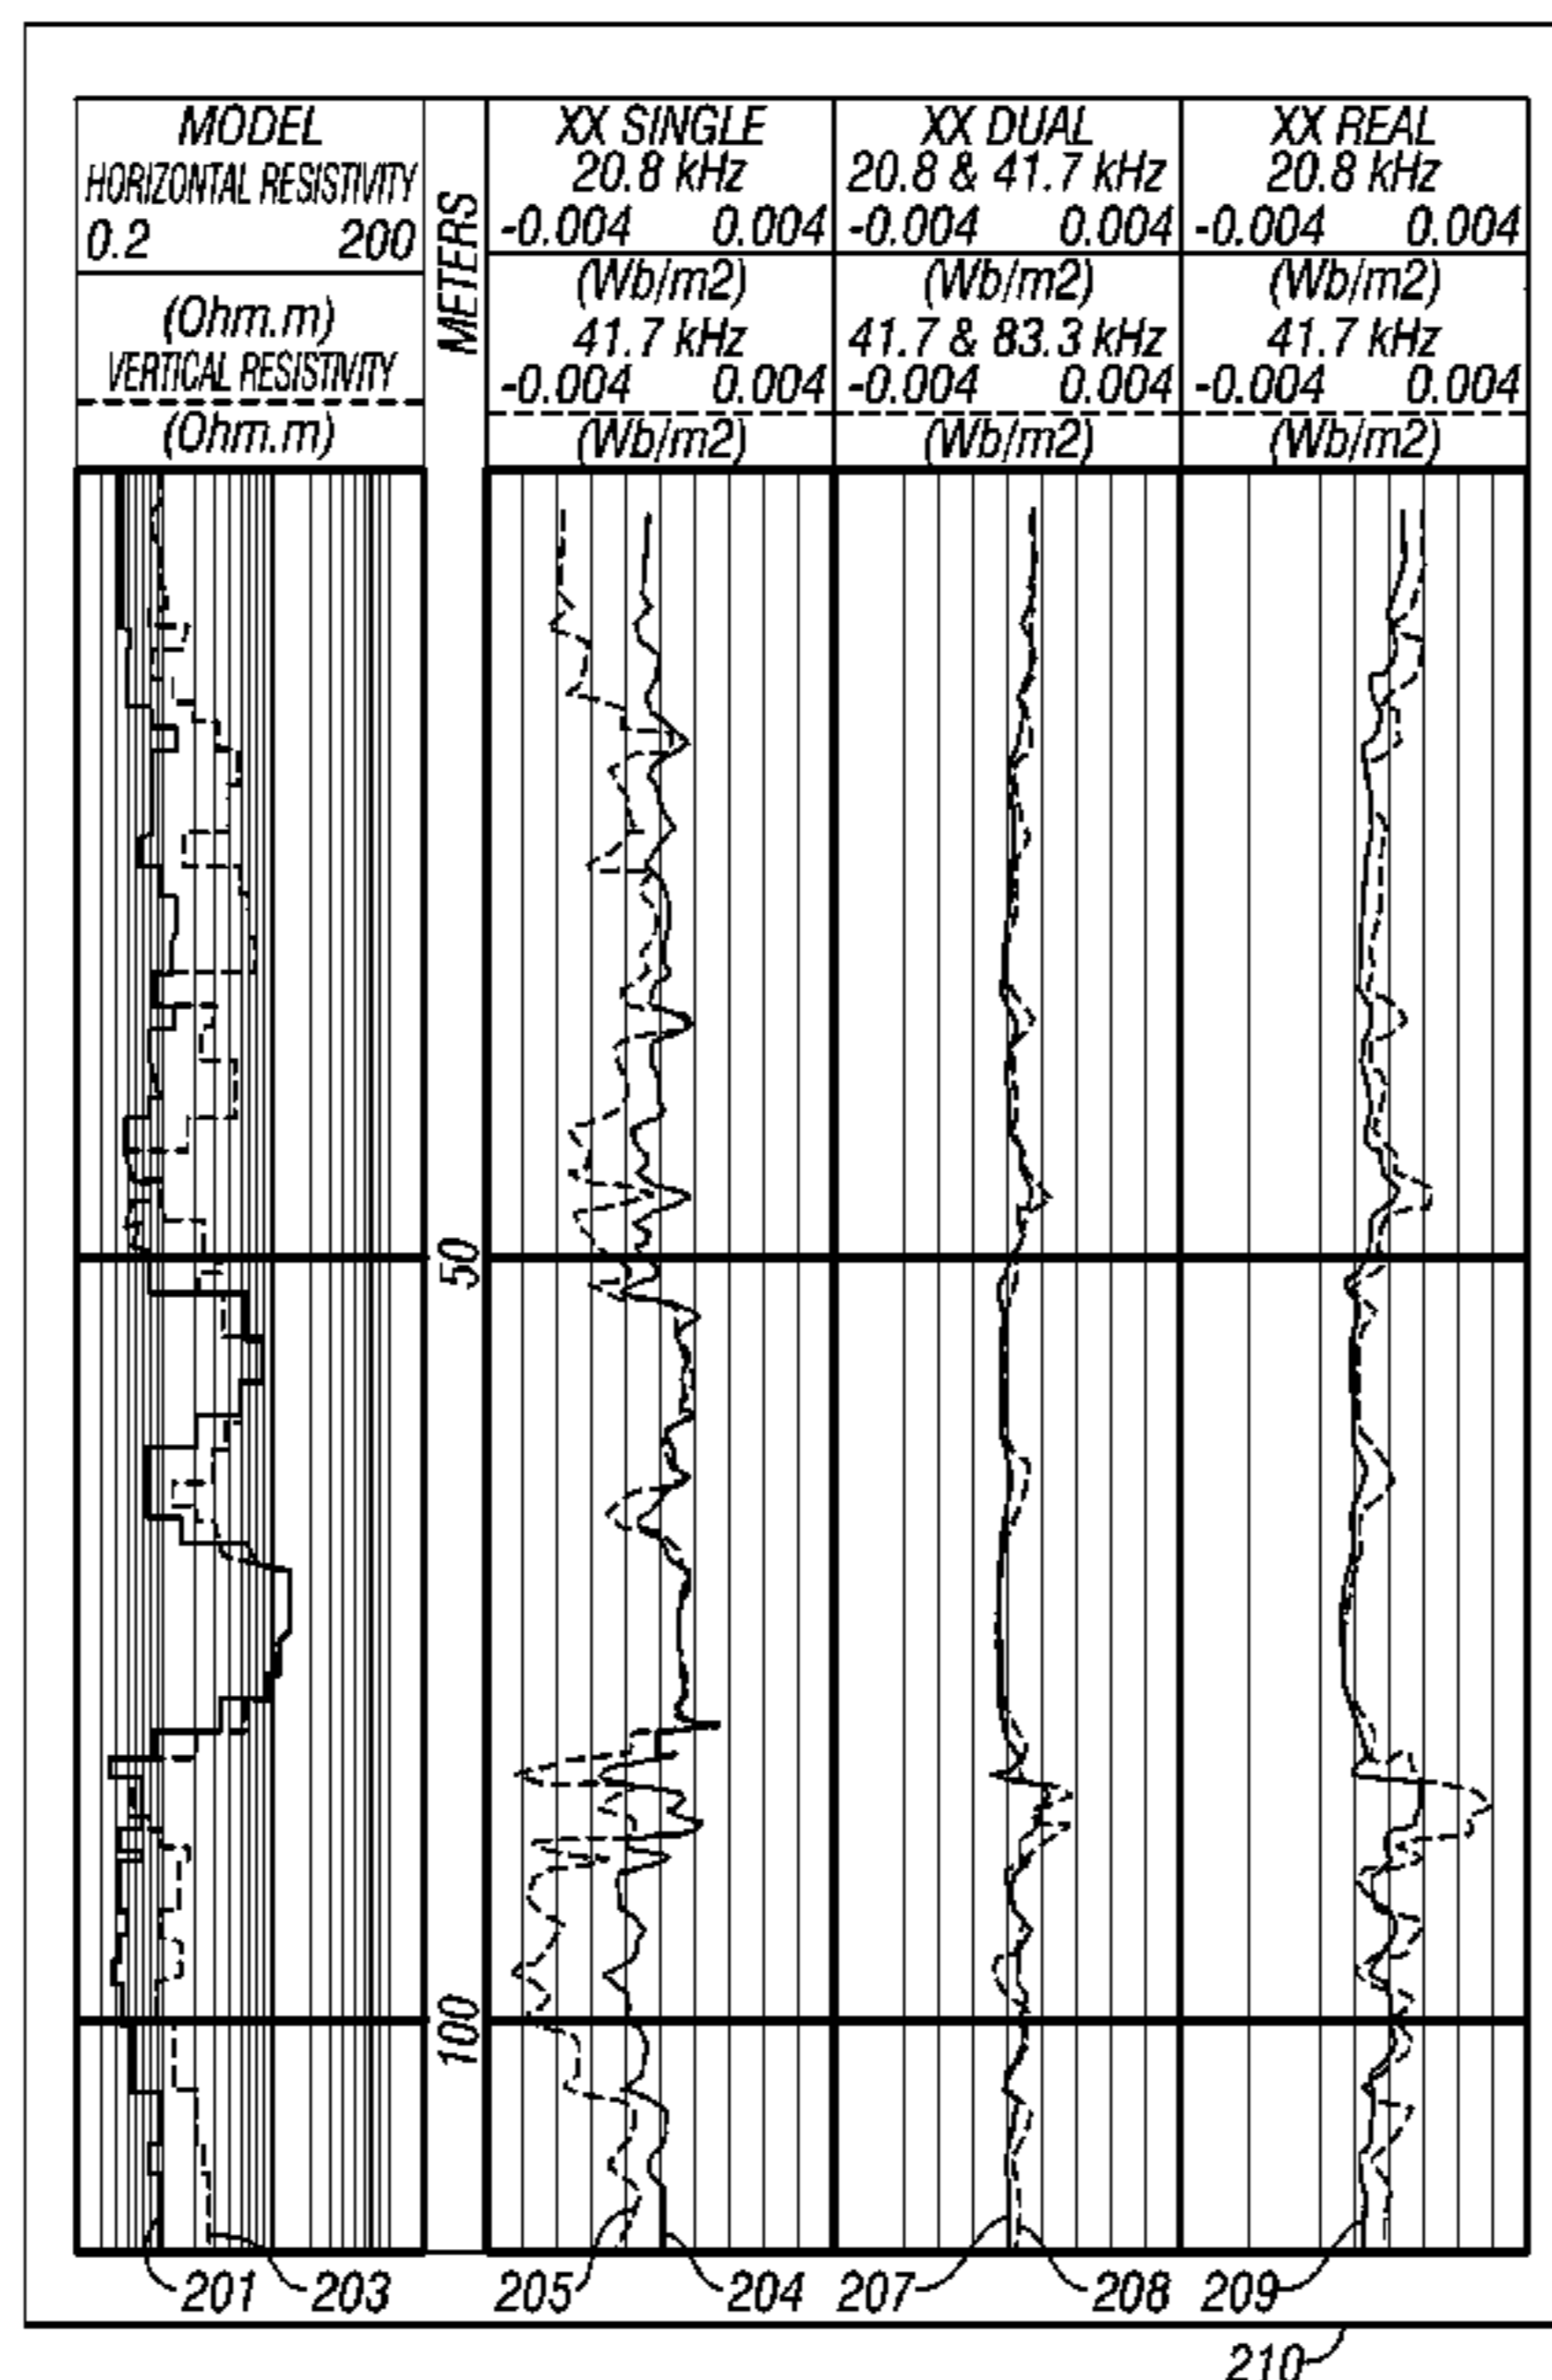 MODEL
HORIZONTAL RESISTIVITY
0.2 200
(Ohm.m)
VERTICAL RESISTIVITY
(Ohm.m)
METERS
XX SINGLE
20.8 kHz
-0.004 0.004
(Wb/m2)
41.7 kHz
-0.004 0.004
(Wb/m2)
XX DUAL
20.8 & 41.7 kHz
-0.004 0.004
(Wb/m2)
41.7 & 83.3 kHz
-0.004 0.004
(Wb/m2)
XX REAL
20.8 kHz
-0.004 0.004
(Wb/m2)
41.7 kHz
-0.004 0.004
(Wb/m2)
50
100
201 203 205 204 207 208 209
210